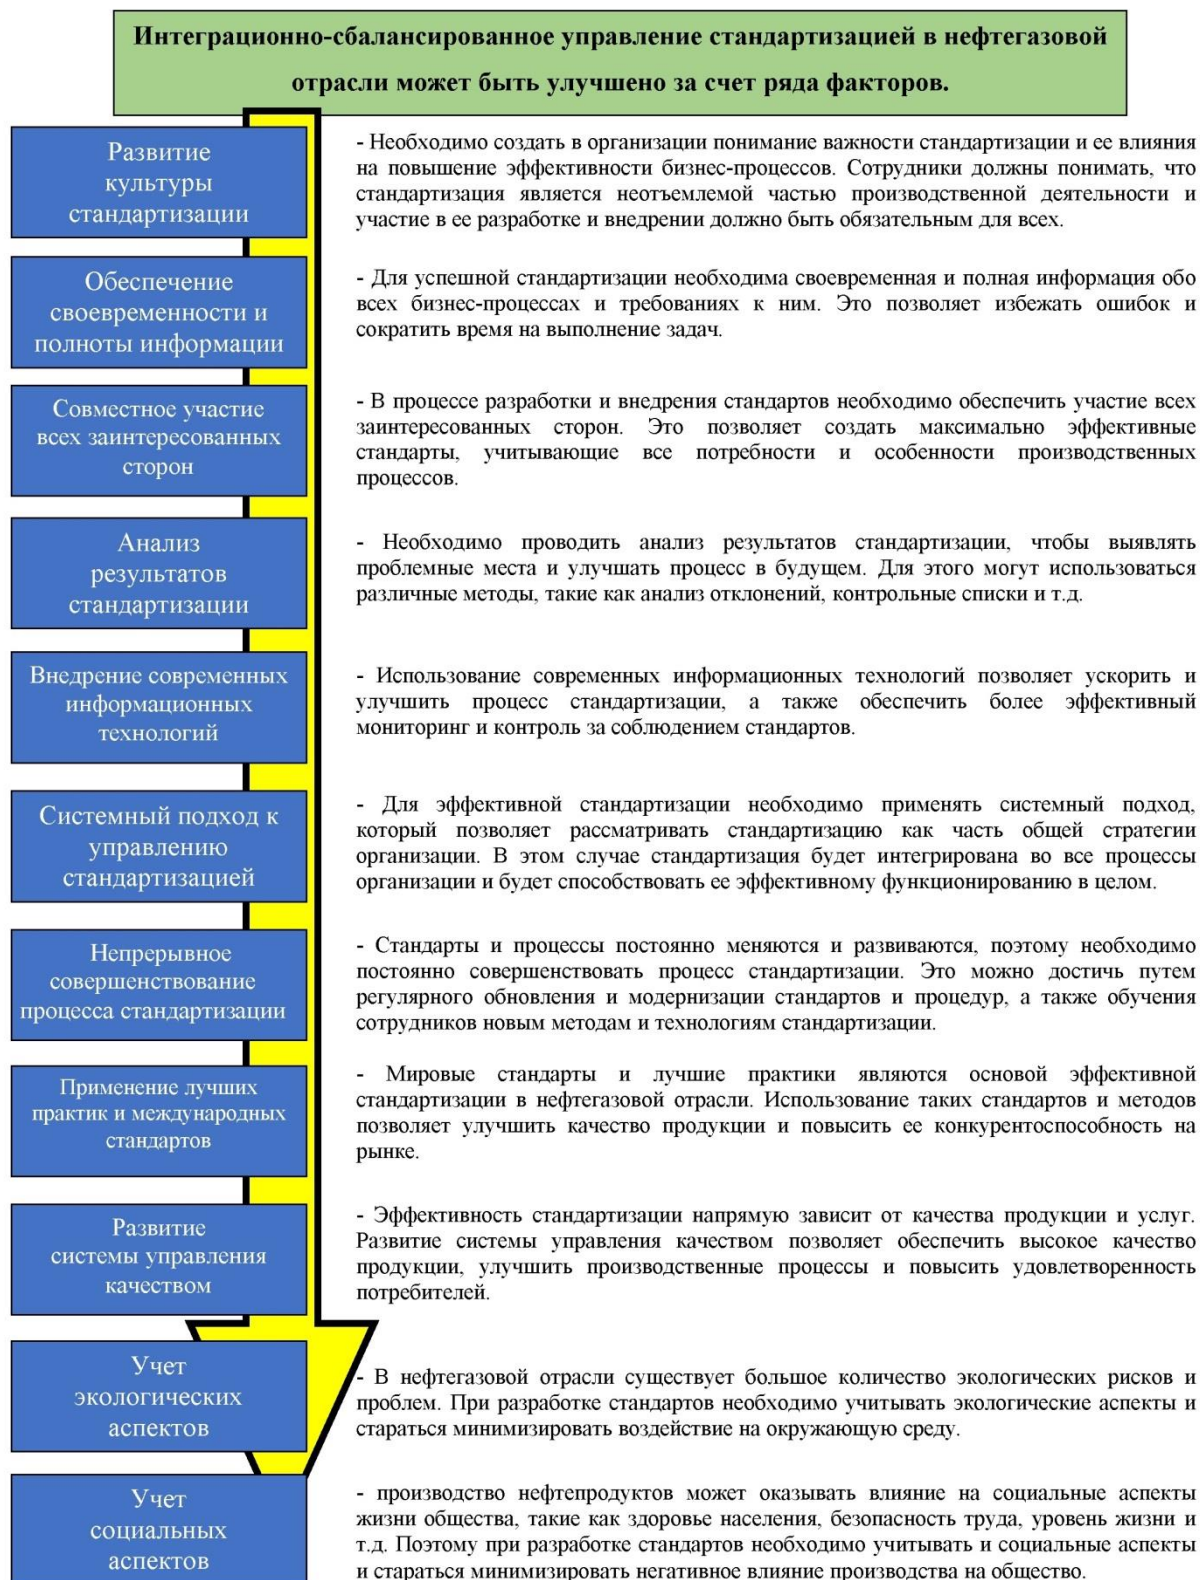 Интеграционно-сбалансированное управление стандартизацией в нефтегазовой
отрасли может быть улучшено за счет ряда факторов.
Развитие
культуры
стандартизации
- Необходимо создать в организации понимание важности стандартизации и ее влияния
на повышение эффективности бизнес-процессов. Сотрудники должны понимать, что
стандартизация является неотъемлемой частью производственной деятельности и
участие в ее разработке и внедрении должно быть обязательным для всех.
Обеспечение
своевременности и
полноты информации
- Для успешной стандартизации необходима своевременная и полная информация обо
всех бизнес-процессах и требованиях к ним. Это позволяет избежать ошибок и
сократить время на выполнение задач.
Совместное участие
всех заинтересованных
сторон
- В процессе разработки и внедрения стандартов необходимо обеспечить участие всех
заинтересованных сторон. Это позволяет создать максимально эффективные
стандарты, учитывающие все потребности и особенности производственных
процессов.
Анализ
результатов
стандартизации
- Необходимо проводить анализ результатов стандартизации, чтобы выявлять
проблемные места и улучшать процесс в будущем. Для этого могут использоваться
различные методы, такие как анализ отклонений, контрольные списки и т.д.
Внедрение современных
информационных
технологий
- Использование современных информационных технологий позволяет ускорить и
улучшить процесс стандартизации, а также обеспечить более эффективный
мониторинг и контроль за соблюдением стандартов.
Системный подход к
управлению
стандартизацией
- Для эффективной стандартизации необходимо применять системный подход,
который позволяет рассматривать стандартизацию как часть общей стратегии
организации. В этом случае стандартизация будет интегрирована во все процессы
организации и будет способствовать ее эффективному функционированию в целом.
Непрерывное
совершенствование
процесса стандартизации
- Стандарты и процессы постоянно меняются и развиваются, поэтому необходимо
постоянно совершенствовать процесс стандартизации. Это можно достичь путем
регулярного обновления и модернизации стандартов и процедур, а также обучения
сотрудников новым методам и технологиям стандартизации.
Применение лучших
практик и международных
стандартов
- Мировые стандарты и лучшие практики являются основой эффективной
стандартизации в нефтегазовой отрасли. Использование таких стандартов и методов
позволяет улучшить качество продукции и повысить ее конкурентоспособность на
рынке.
Развитие
системы управления
качеством
- Эффективность стандартизации напрямую зависит от качества продукции и услуг.
Развитие системы управления качеством позволяет обеспечить высокое качество
продукции, улучшить производственные процессы и повысить удовлетворенность
потребителей.
Учет
экологических
аспектов
- В нефтегазовой отрасли существует большое количество экологических рисков и
проблем. При разработке стандартов необходимо учитывать экологические аспекты и
стараться минимизировать воздействие на окружающую среду.
Учет
социальных
аспектов
- производство нефтепродуктов может оказывать влияние на социальные аспекты
жизни общества, такие как здоровье населения, безопасность труда, уровень жизни и
т.д. Поэтому при разработке стандартов необходимо учитывать и социальные аспекты
и стараться минимизировать негативное влияние производства на общество.